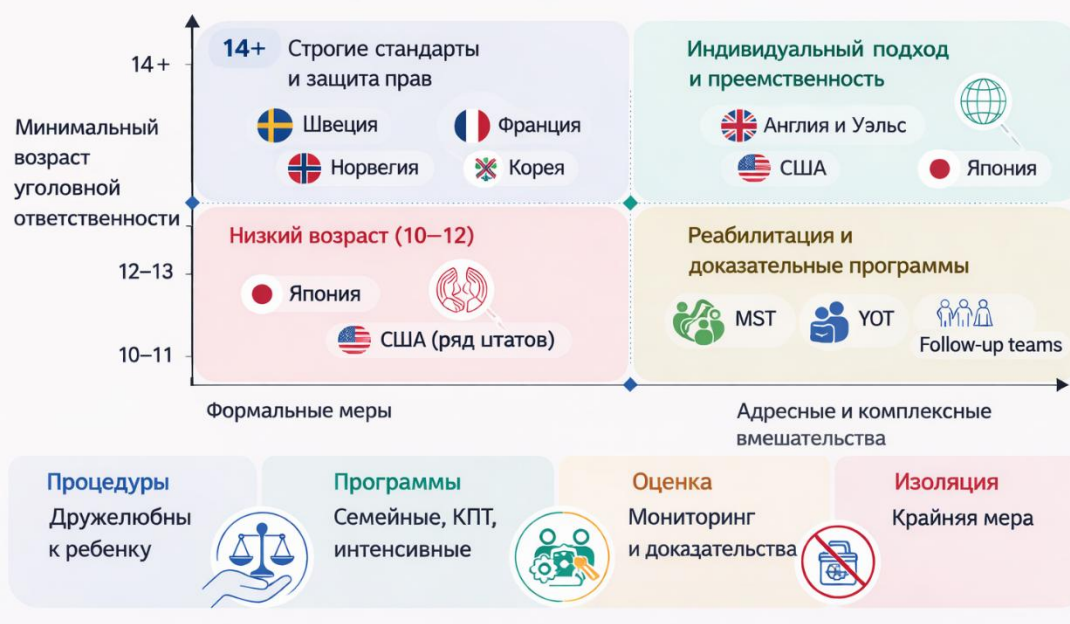 14+
Минимальный
возраст
уголовной
ответственности
12–13
10–11
14+ Строгие стандарты
и защита прав
Швеция
Франция
Норвегия
Корея
Индивидуальный подход
и преемственность
Англия и Уэльс
США
Япония
Низкий возраст (10–12)
Япония
США (ряд штатов)
Реабилитация и
доказательные программы
MST
YOT
Follow-up teams
Формальные меры
Адресные и комплексные
вмешательства
Процедуры
Дружелюбны
к ребенку
Программы
Семейные, КПТ,
интенсивные
Оценка
Мониторинг
и доказательства
Изоляция
Крайняя мера